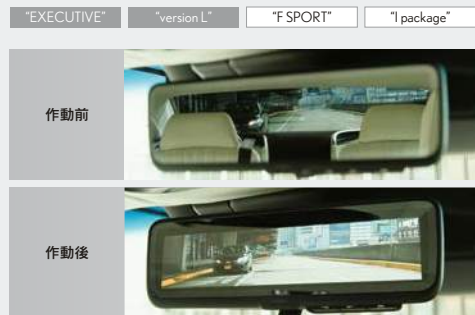 "EXECUTIVE" "version L" "F SPORT" "I package"
作動前
作動後